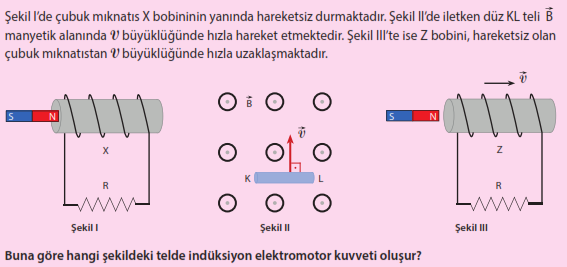 Şekil I’de çubuk mıknatıs X bobininin yanında hareketsiz durmaktadır. Şekil II’de iletken düz KL teli B⃗
manyetik alanında 𝒗 büyüklüğünde hızla hareket etmektedir. Şekil III’te ise Z bobini, hareketsiz olan
çubuk mıknatıstan 𝒗 büyüklüğünde hızla uzaklaşmaktadır.
S N
X
R
Şekil I
B⃗
v⃗
K L
Şekil II
v⃗
S N
Z
R
Şekil III
Buna göre hangi şekildeki telde indüksiyon elektromotor kuvveti oluşur?